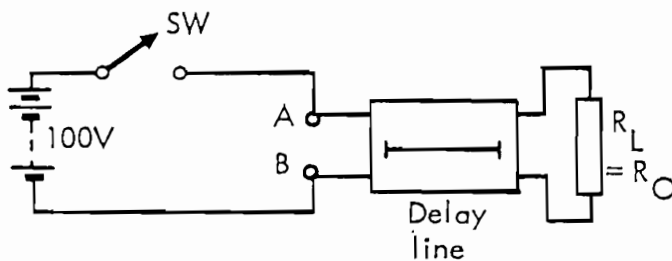 SW
100V
A
B
R L
= R O
Delay
line